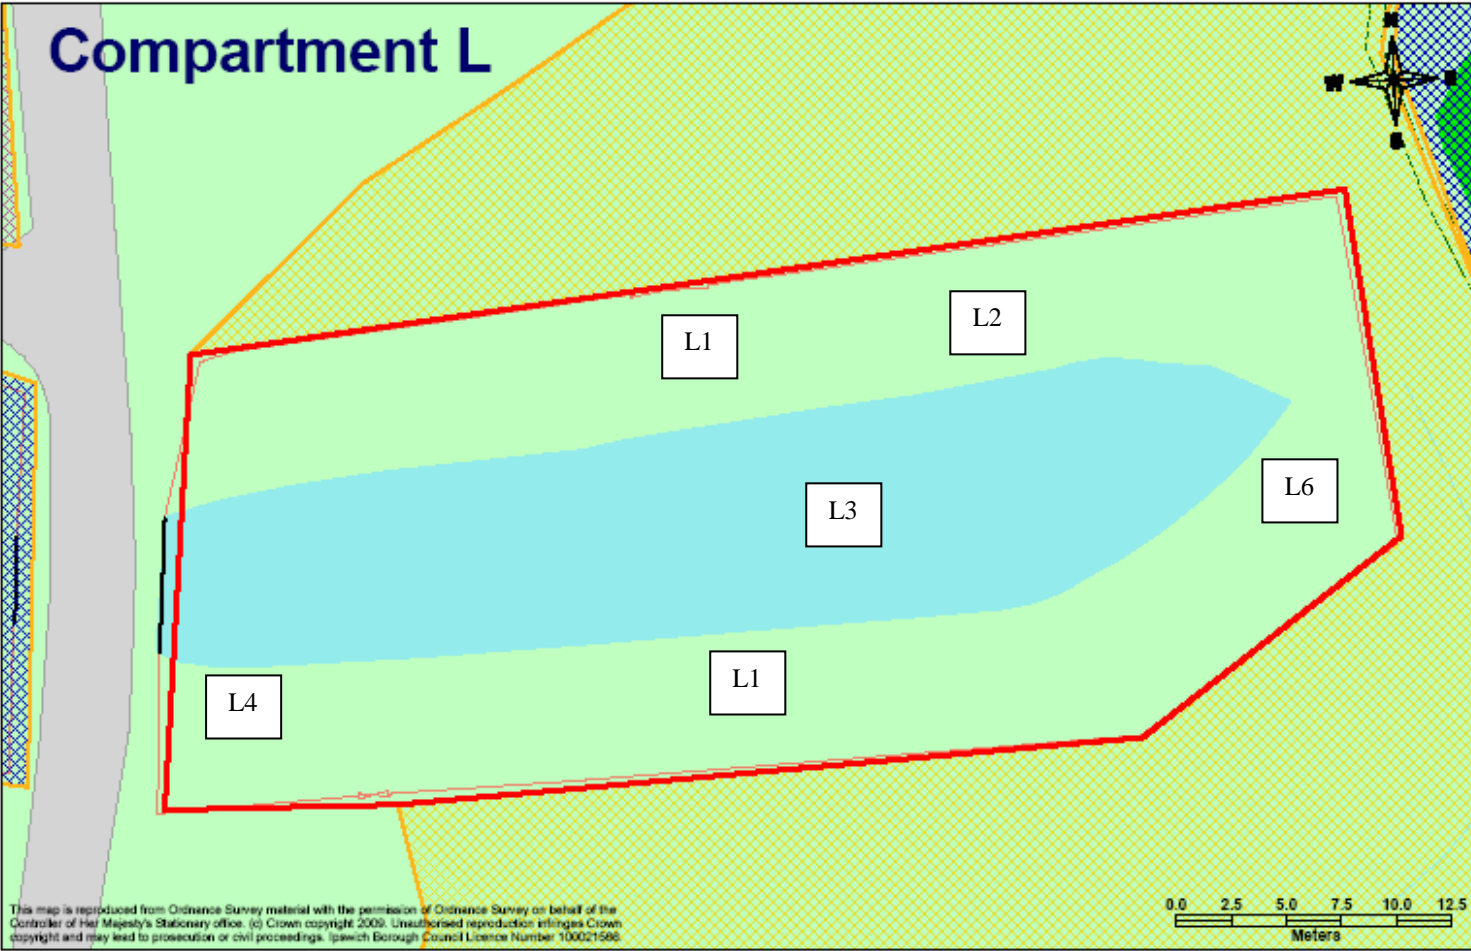 Compartment L
N
W
E
S
L1
L2
L3
L6
L1
L4
This map is reproduced from Ordnance Survey material with the permission of Ordnance Survey on behalf of the
Controller of Her Majesty's Stationary office. (c) Crown copyright 2009. Unauthorised reproduction infringes Crown
copyright and may lead to prosecution or civil proceedings. Ipswich Borough Council Licence Number 100021566.
0.0 2.5 5.0 7.5 10.0 12.5
Meters